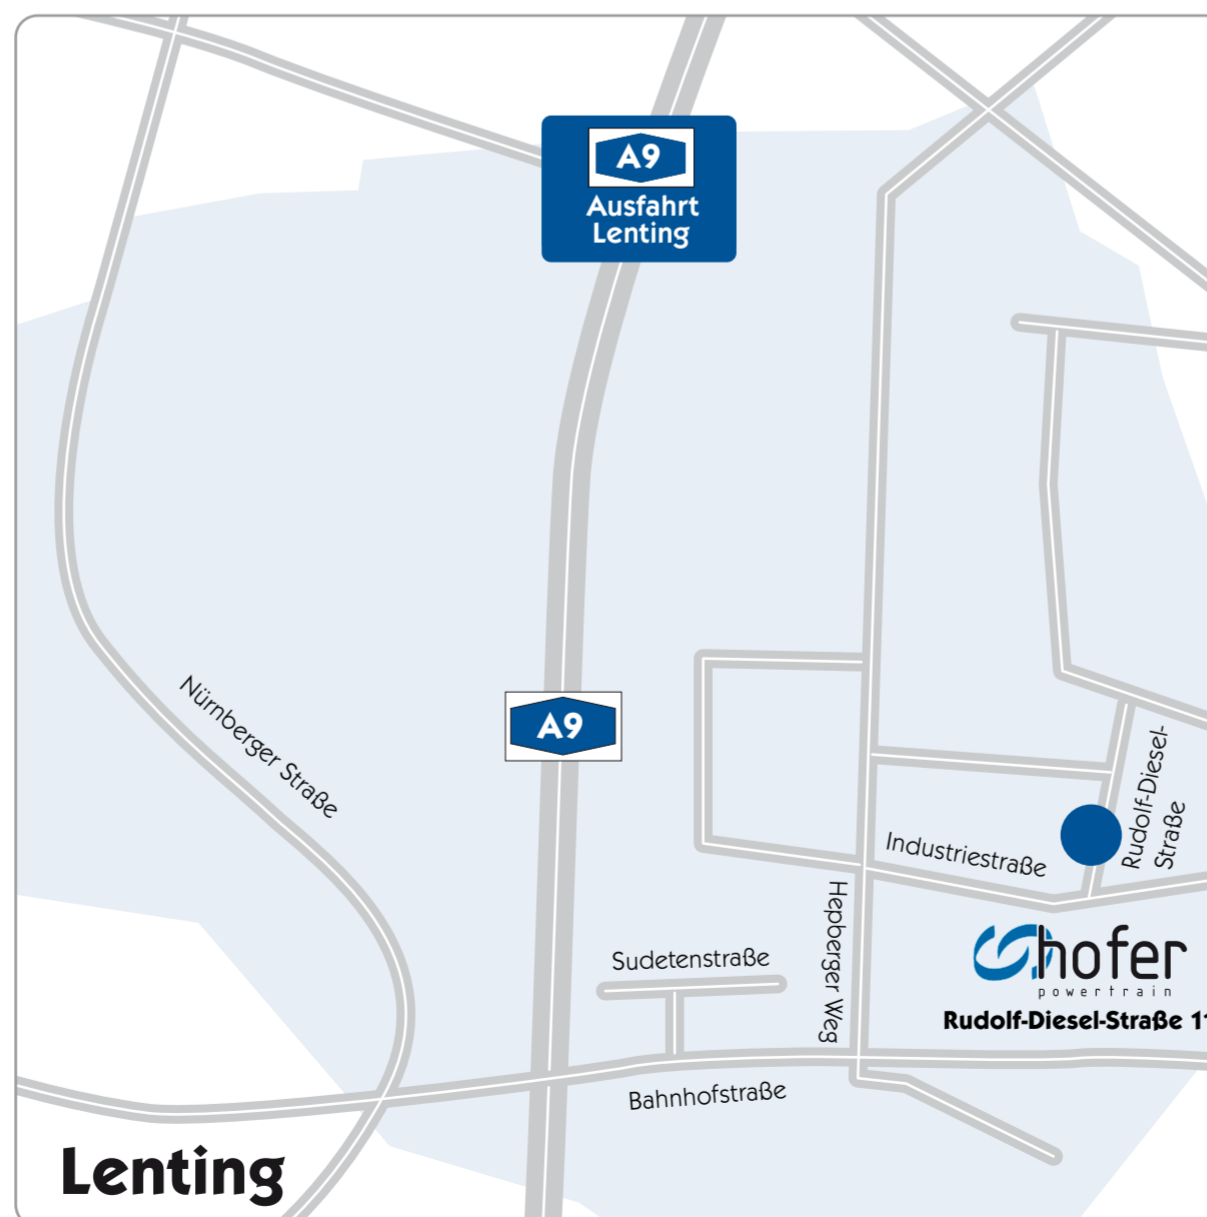 A9
Ausfahrt
Lenting
Nürnberger Straße
A9
Rudolf-Diesel-
Straße
Industriestraße
Hepberger Weg
Sudetenstraße
hofer
powertrain
Rudolf-Diesel-Straße 11
Bahnhofstraße
Lenting